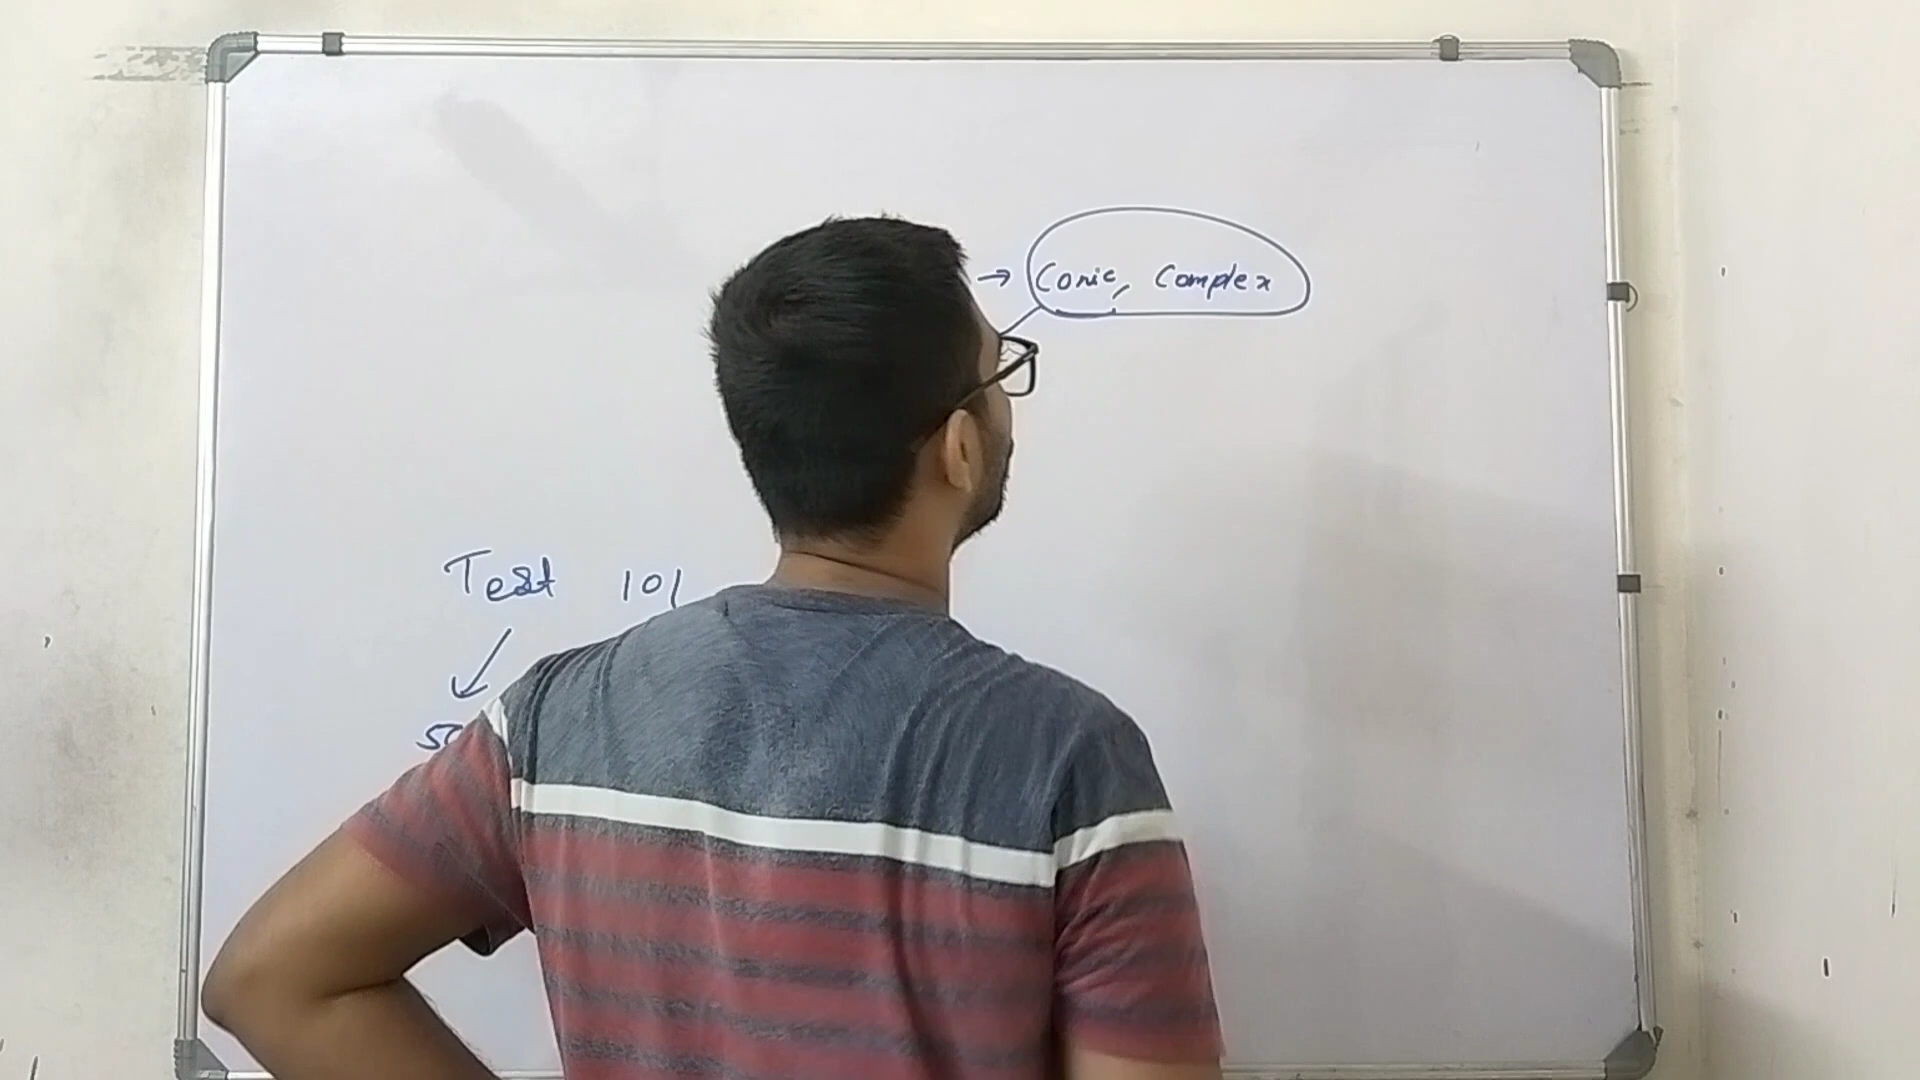 → Conic, Complex
Test 101